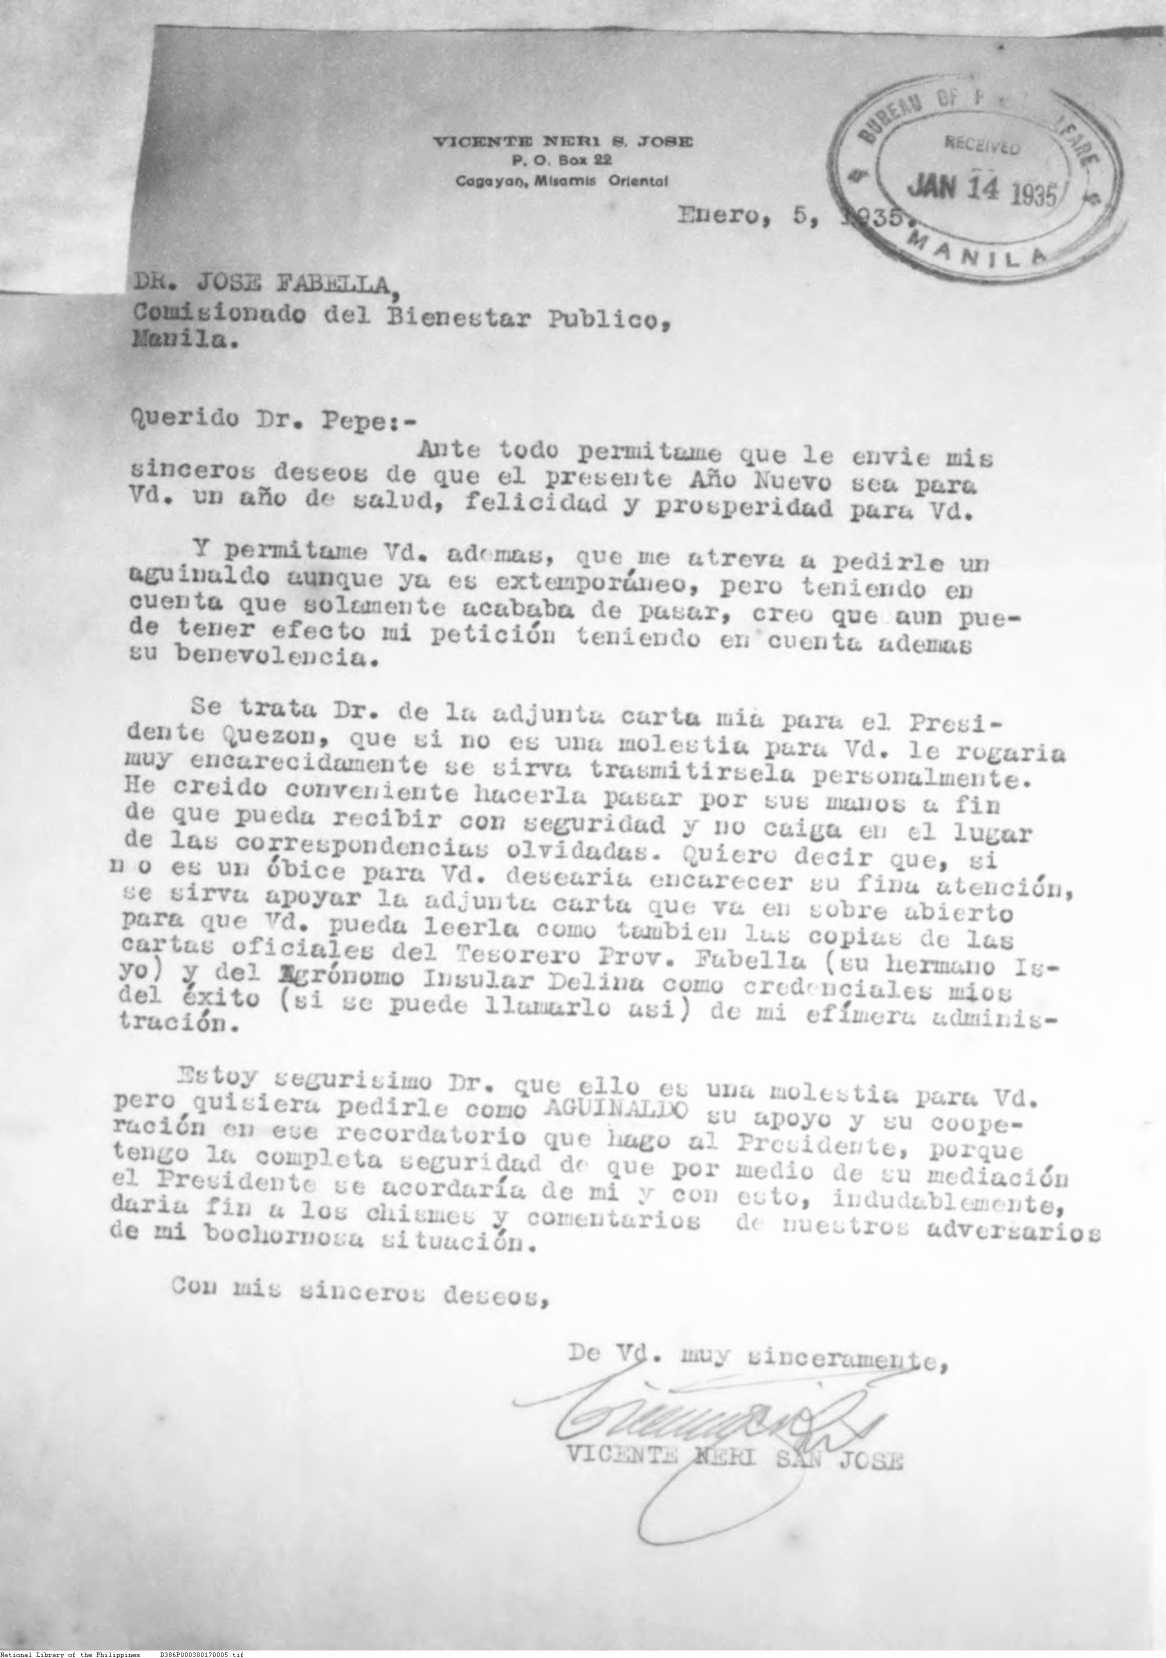 VICENTE NERI S. JOSE
P. O. Box 22
Cagayan, Misamis Oriental
BUREAU OF WELFARE
RECEIVED
JAN 14 1935
MANILA
Enero, 5, 1935.
DR. JOSE FABELLA,
Comisionado del Bienestar Publico,
Manila.
Querido Dr. Pepe:-
Ante todo permitame que le envie mis
sinceros deseos de que el presente Año Nuevo sea para
Vd. un año de salud, felicidad y prosperidad para Vd.
Y permitame Vd. ademas, que me atreva a pedirle un
aguinaldo aunque ya es extemporáneo, pero teniendo en
cuenta que solamente acababa de pasar, creo que aun pue-
de tener efecto mi petición teniendo en cuenta ademas
su benevolencia.
Se trata Dr. de la adjunta carta mia para el Presi-
dente Quezon, que si no es una molestia para Vd. le rogaria
muy encarecidamente se sirva trasmitirsela personalmente.
He creido conveniente hacerla pasar por sus manos a fin
de que pueda recibir con seguridad y no caiga en el lugar
de las correspondencias olvidadas. Quiero decir que, si
n o es un óbice para Vd. desearia encarecer su fina atención,
se sirva apoyar la adjunta carta que va en sobre abierto
para que Vd. pueda leerla como tambien las copias de las
cartas oficiales del Tesorero Prov. Fabella (su hermano Is-
yo) y del Agrónomo Insular Delina como credenciales mios
del éxito (si se puede llamarlo asi) de mi efímera adminis-
tración.
Estoy segurisimo Dr. que ello es una molestia para Vd.
pero quisiera pedirle como AGUINALDO su apoyo y su coope-
ración en ese recordatorio que hago al Presidente, porque
tengo la completa seguridad de que por medio de su mediación
el Presidente se acordaría de mi y con esto, indudablemente,
daria fin a los chismes y comentarios de nuestros adversarios
de mi bochornosa situación.
Con mis sinceros deseos,
De Vd. muy sinceramente,
VICENTE NERI SAN JOSE
National Library of the Philippines D386P000380170005.tif